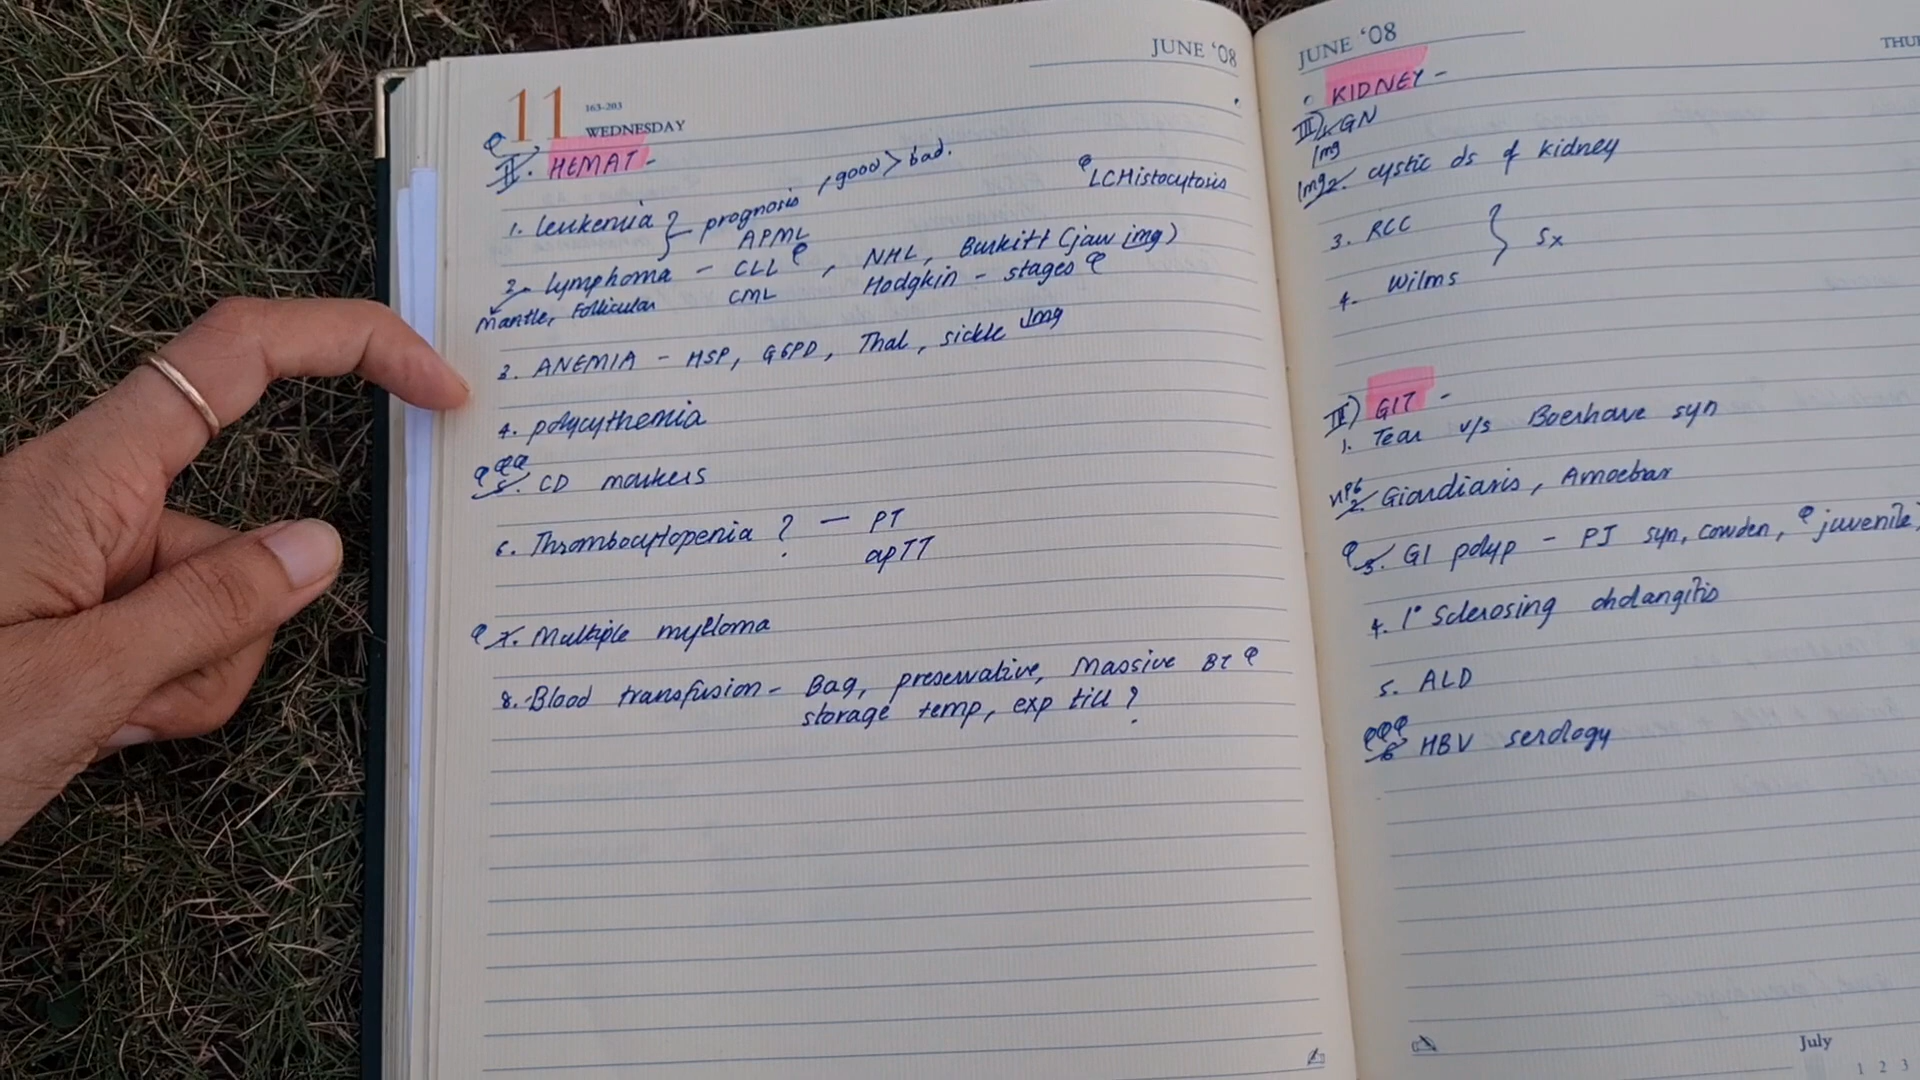 JUNE '08
11
163-203
WEDNESDAY
II. HEMAT -
1. leukemia } prognosis, good > bad.
LCHistocytosis
APML
2. lymphoma - CLL, NHL, Burkitt (jaw img)
Mantle, Follicular CML Hodgkin - stages
3. ANEMIA - HSP, G6PD, Thal, sickle Img
4. polycythemia
5. CD markers
6. Thrombocytopenia ? - PT
apTT
7. Multiple myeloma
8. Blood transfusion - Bag, preservative, Massive BT
storage temp, exp till ?
JUNE '08
THU
KIDNEY -
III) 1. GN
Img
Img 2. cystic ds of kidney
3. RCC } Sx
4. Wilms
IV) GIT -
1. Tear v/s Boerhave syn
2. Giardiaris, Amoebar
3. GI polyp - PJ syn, cowden, juvenile,
4. 1° Sclerosing cholangitis
5. ALD
6 HBV serology
July
1 2 3